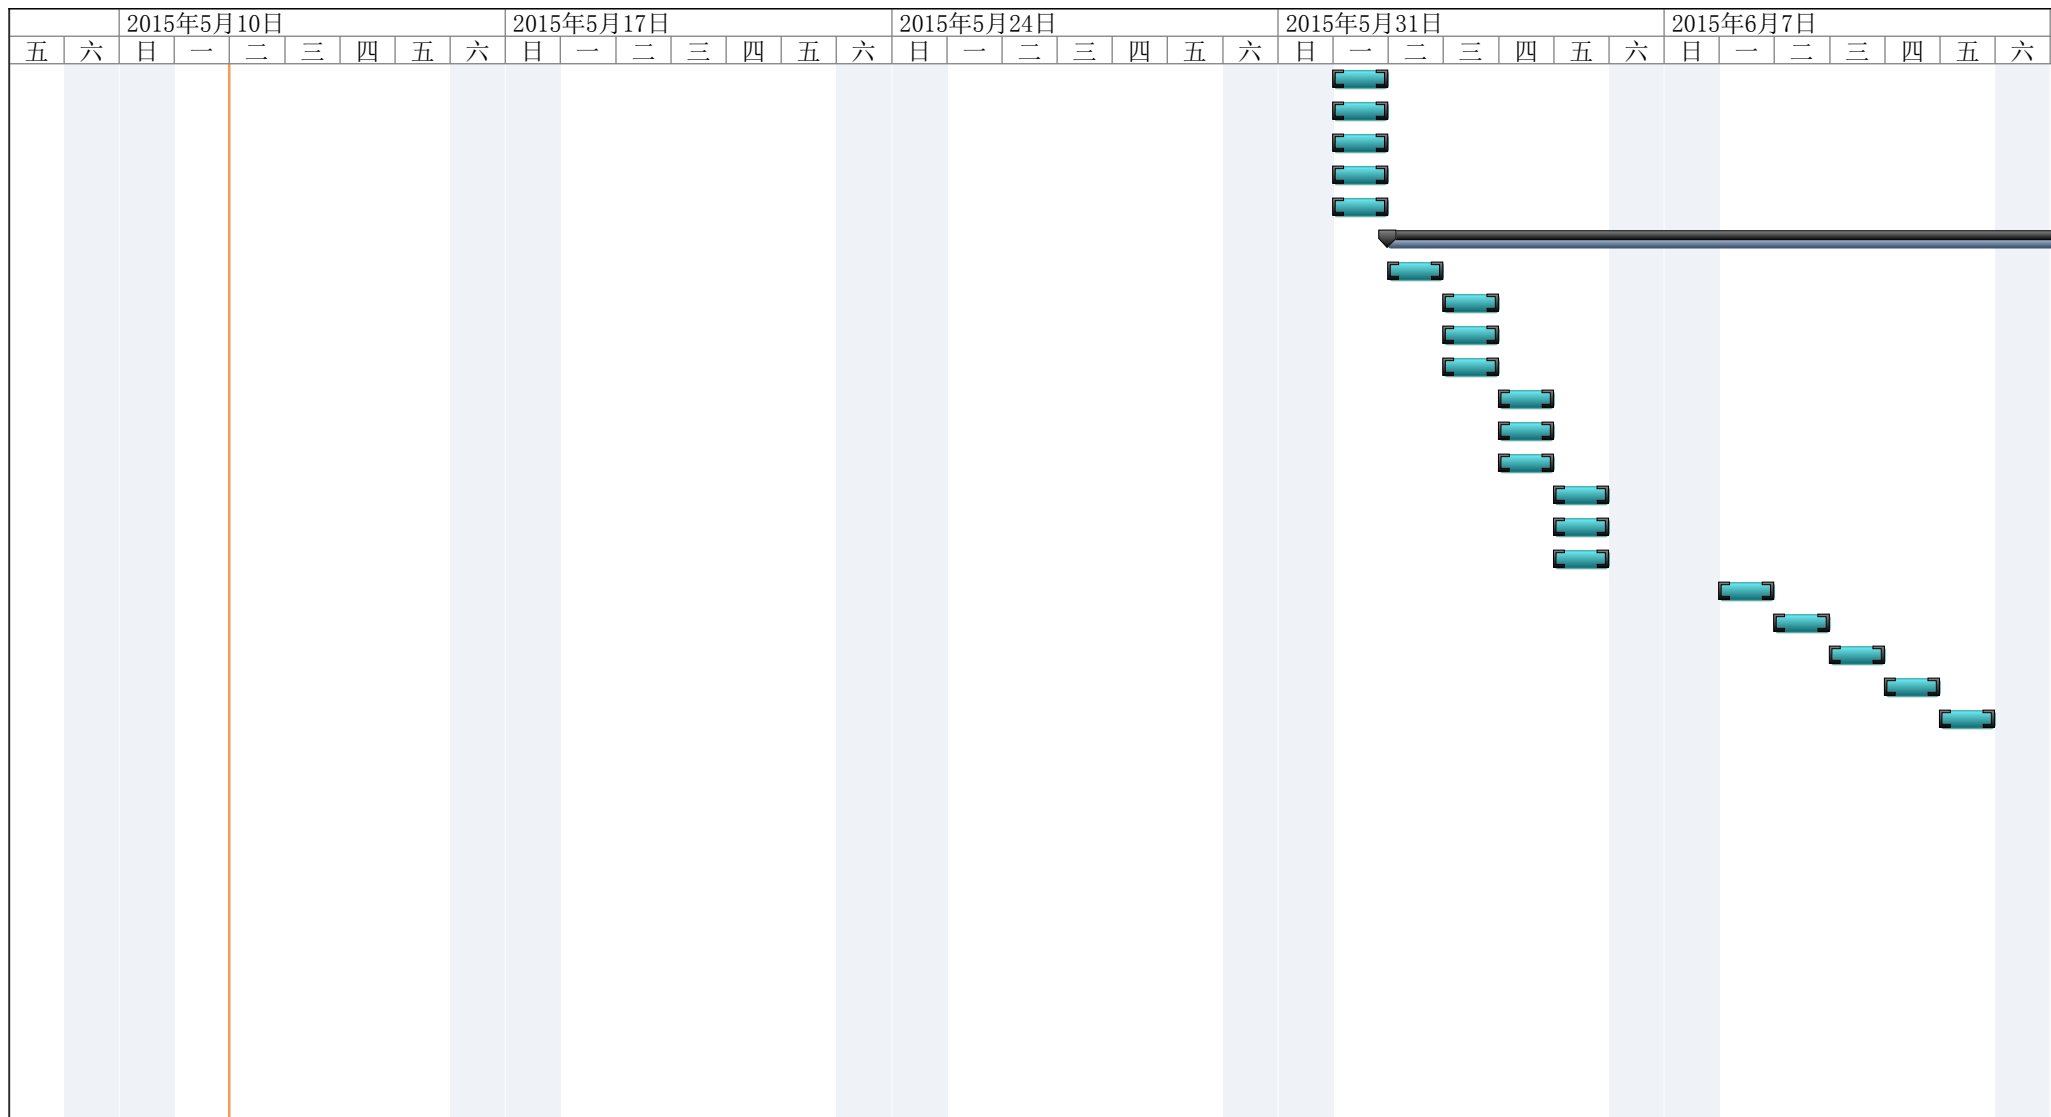 2015年5月10日 2015年5月17日 2015年5月24日 2015年5月31日 2015年6月7日
五 六 日 一 二 三 四 五 六 日 一 二 三 四 五 六 日 一 二 三 四 五 六 日 一 二 三 四 五 六 日 一 二 三 四 五 六